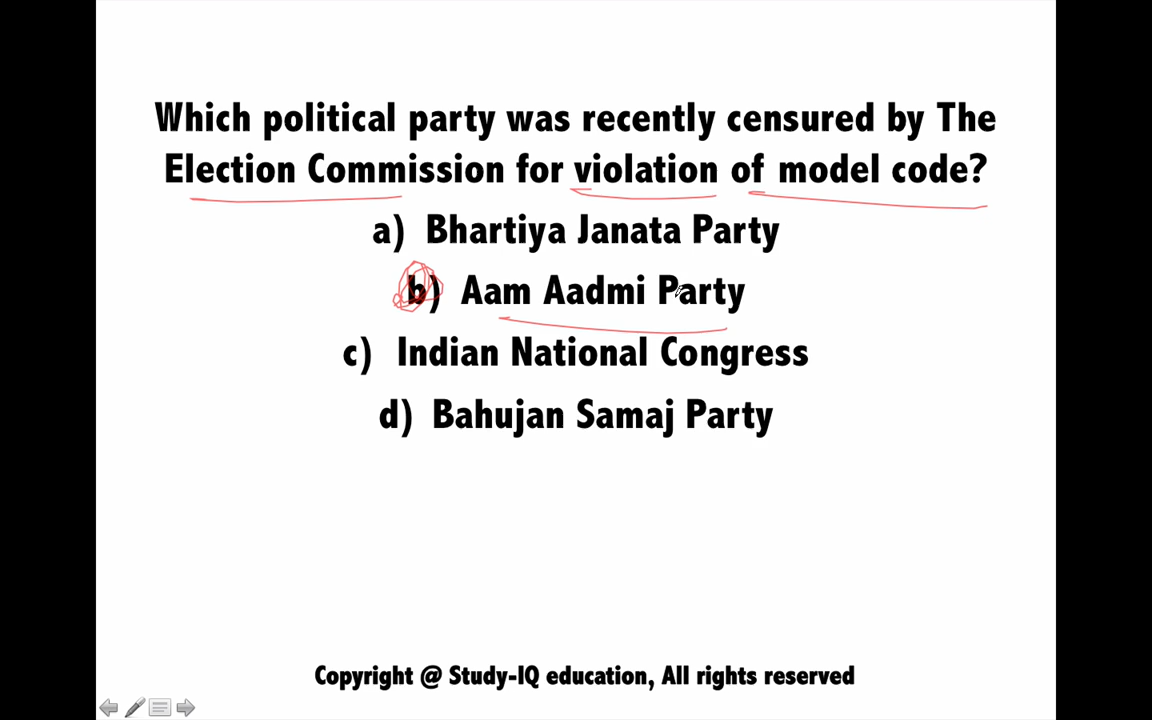 Which political party was recently censured by The
Election Commission for violation of model code?
a) Bhartiya Janata Party
b) Aam Aadmi Party
c) Indian National Congress
d) Bahujan Samaj Party
Copyright @ Study-IQ education, All rights reserved